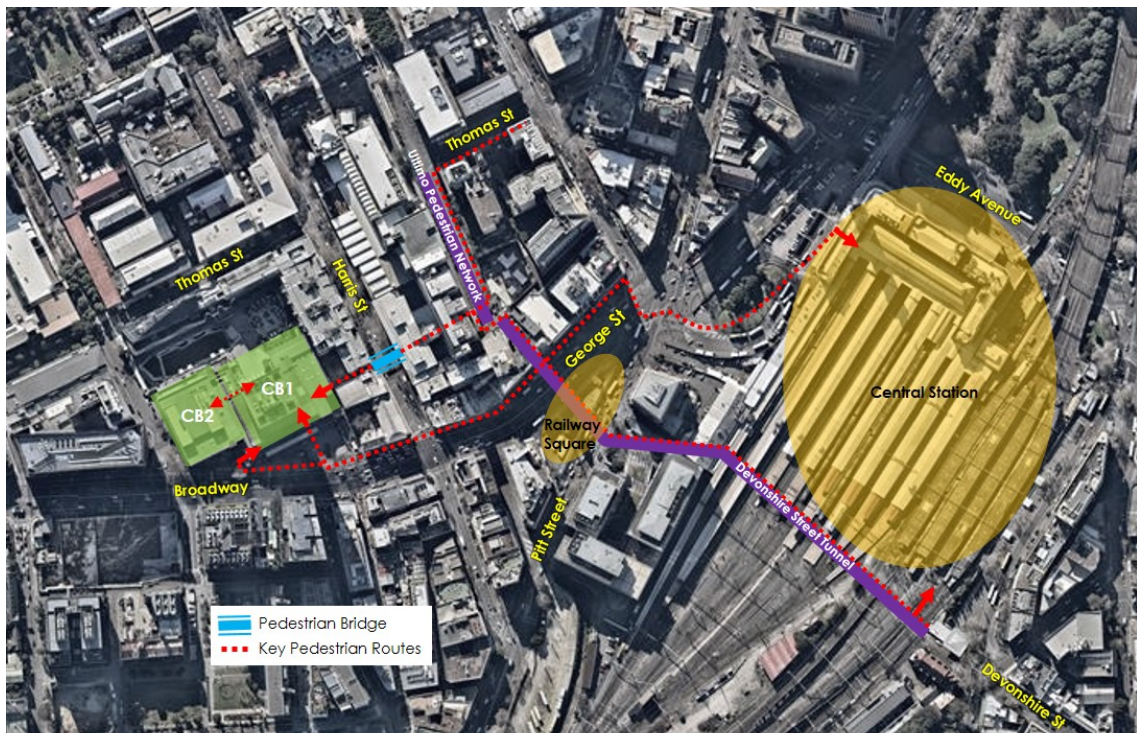 Thomas St
Ultimo Pedestrian Network
Eddy Avenue
Thomas St
Harris St
George St
CB1
CB2
Central Station
Railway
Square
Broadway
Devonshire Street Tunnel
Pitt Street
Pedestrian Bridge
Key Pedestrian Routes
Devonshire St